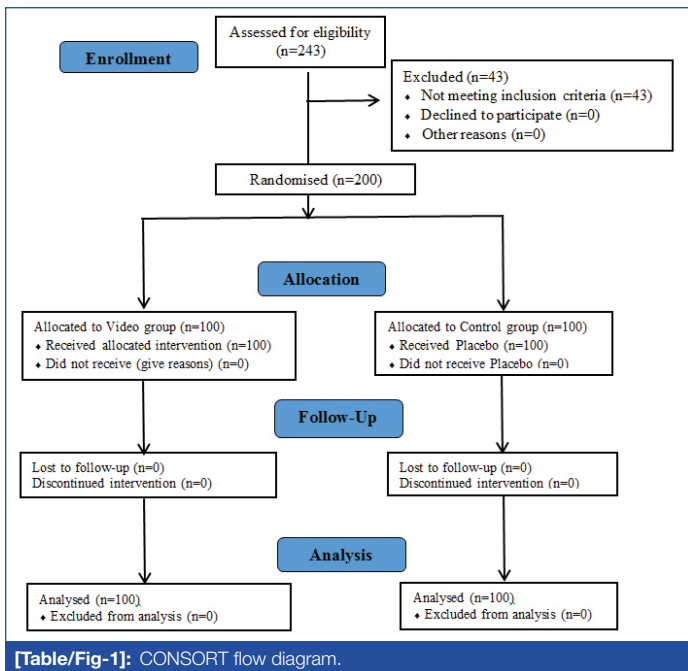 Assessed for eligibility
(n=243)
Enrollment
Excluded (n=43)
♦ Not meeting inclusion criteria (n=43)
♦ Declined to participate (n=0)
♦ Other reasons (n=0)
Randomised (n=200)
Allocation
Allocated to Video group (n=100)
♦ Received allocated intervention (n=100)
♦ Did not receive (give reasons) (n=0)
Allocated to Control group (n=100)
♦ Received Placebo (n=100)
♦ Did not receive Placebo (n=0)
Follow-Up
Lost to follow-up (n=0)
Discontinued intervention (n=0)
Lost to follow-up (n=0)
Discontinued intervention (n=0)
Analysis
Analysed (n=100)
♦ Excluded from analysis (n=0)
Analysed (n=100)
♦ Excluded from analysis (n=0)
[Table/Fig-1]: CONSORT flow diagram.